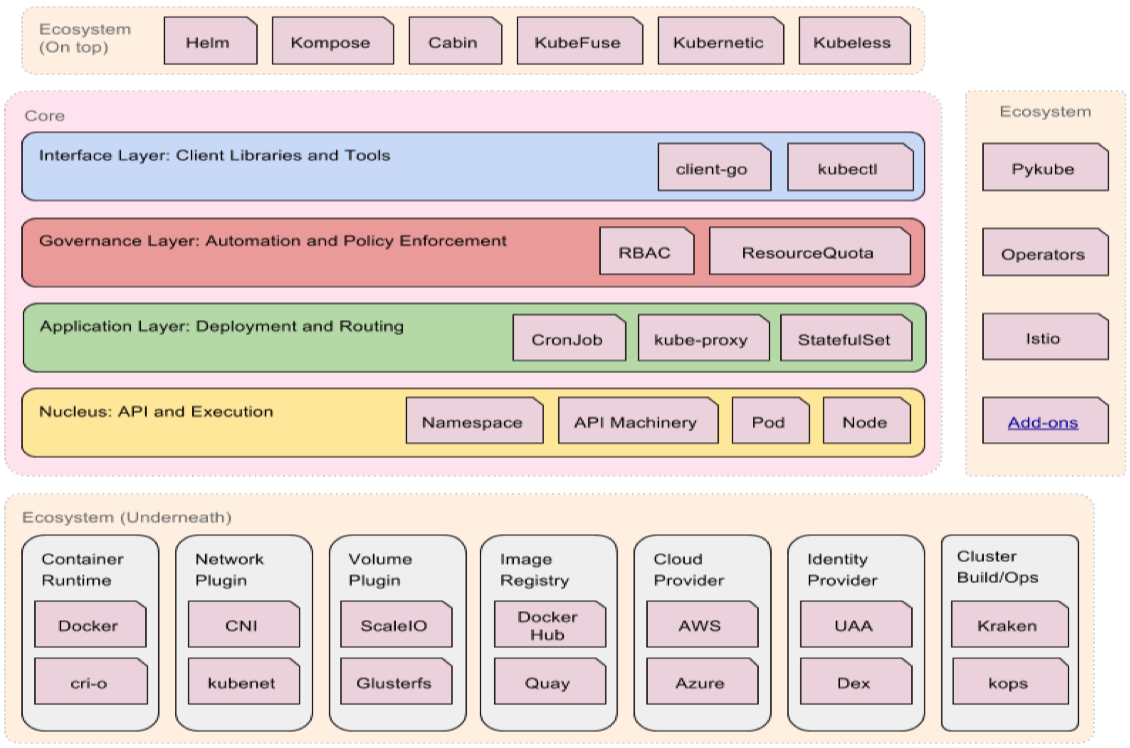 Ecosystem
(On top)
Helm
Kompose
Cabin
KubeFuse
Kubernetic
Kubeless
Core
Interface Layer: Client Libraries and Tools
client-go
kubectl
Governance Layer: Automation and Policy Enforcement
RBAC
ResourceQuota
Application Layer: Deployment and Routing
CronJob
kube-proxy
StatefulSet
Nucleus: API and Execution
Namespace
API Machinery
Pod
Node
Ecosystem
Pykube
Operators
Istio
Add-ons
Ecosystem (Underneath)
Container
Runtime
Docker
cri-o
Network
Plugin
CNI
kubenet
Volume
Plugin
ScaleIO
Glusterfs
Image
Registry
Docker
Hub
Quay
Cloud
Provider
AWS
Azure
Identity
Provider
UAA
Dex
Cluster
Build/Ops
Kraken
kops